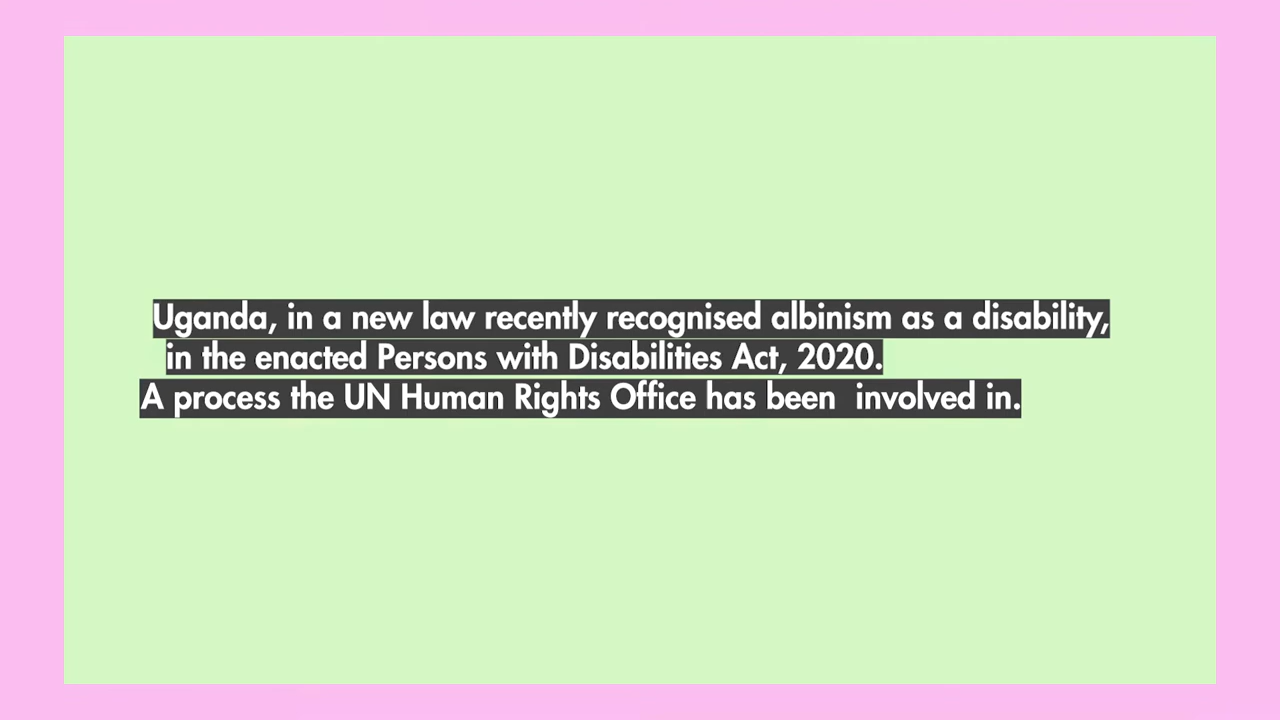 Uganda, in a new law recently recognised albinism as a disability,
in the enacted Persons with Disabilities Act, 2020.
A process the UN Human Rights Office has been  involved in.